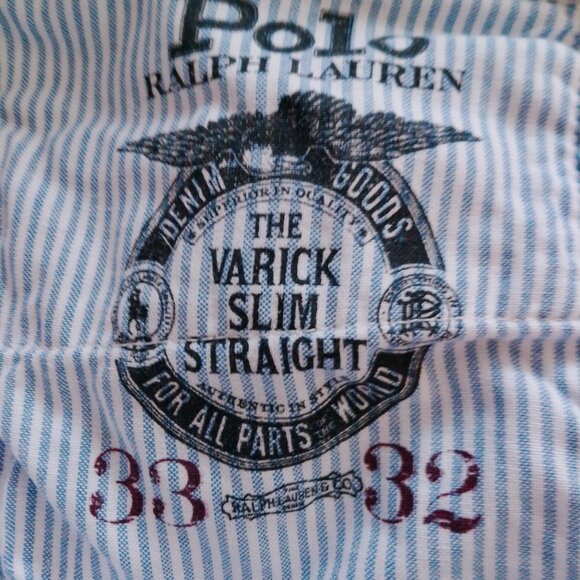 Polo
RALPH LAUREN
DENIM GOODS
SUPERIOR IN QUALITY
THE
VARICK
SLIM
STRAIGHT
AUTHENTIC IN STYLE
FOR ALL PARTS OF THE WORLD
33 32
RALPH LAUREN & CO.